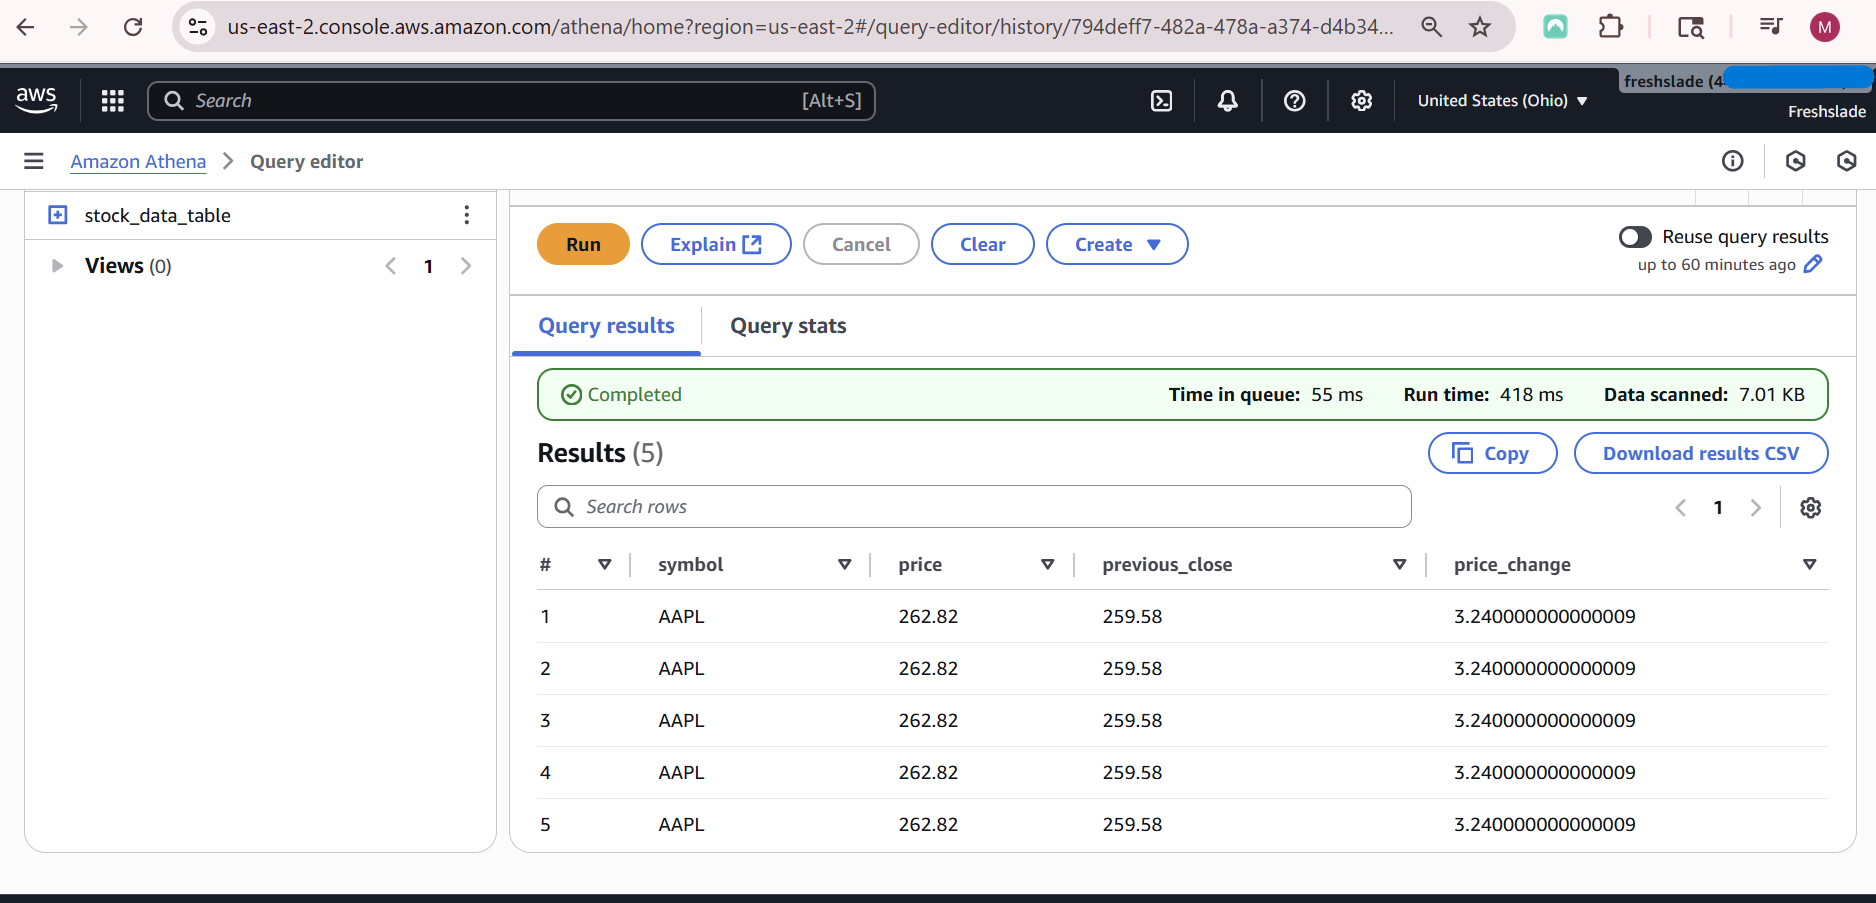 us-east-2.console.aws.amazon.com/athena/home?region=us-east-2#/query-editor/history/794deff7-482a-478a-a374-d4b34...
M
aws
Search
[Alt+S]
United States (Ohio)
freshslade (4
Freshslade
Amazon Athena > Query editor
stock_data_table
Views (0)
1
Run
Explain
Cancel
Clear
Create
Reuse query results
up to 60 minutes ago
Query results
Query stats
Completed
Time in queue: 55 ms
Run time: 418 ms
Data scanned: 7.01 KB
Results (5)
Copy
Download results CSV
Search rows
1
# symbol price previous_close price_change
1 AAPL 262.82 259.58 3.240000000000009
2 AAPL 262.82 259.58 3.240000000000009
3 AAPL 262.82 259.58 3.240000000000009
4 AAPL 262.82 259.58 3.240000000000009
5 AAPL 262.82 259.58 3.240000000000009